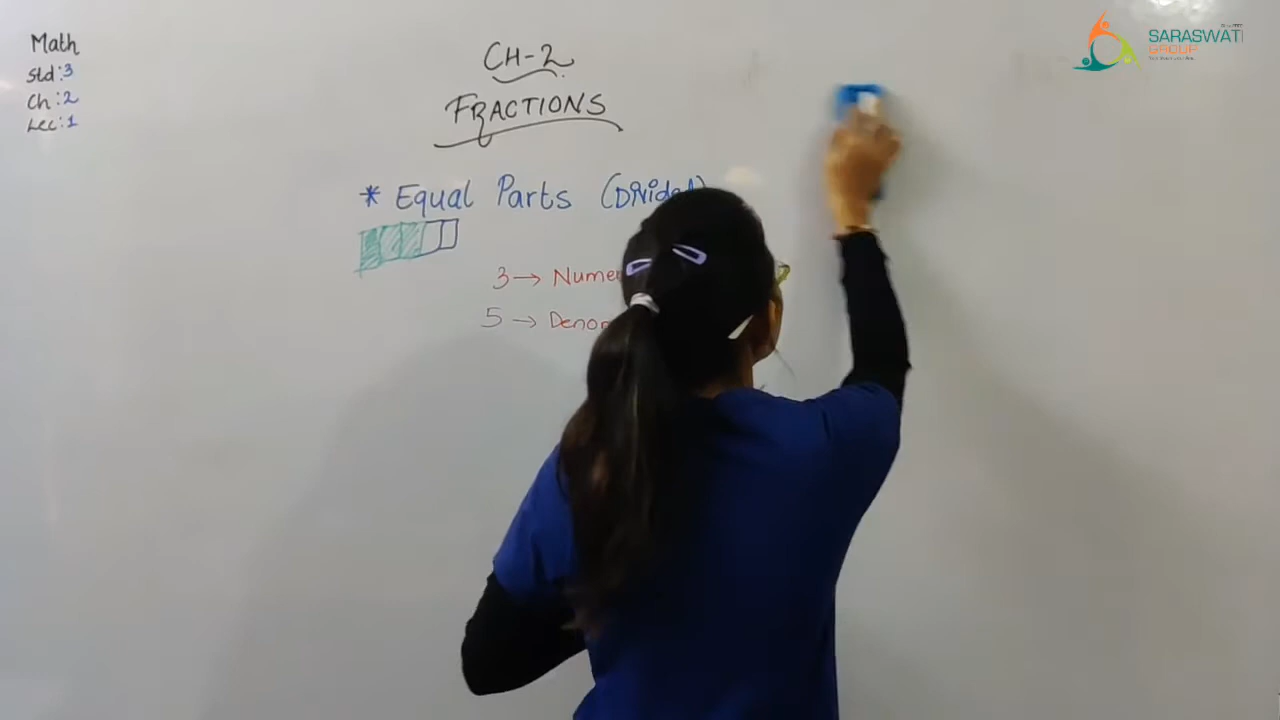 Math
Std:3
Ch:2
Lec:1
CH-2
FRACTIONS
* Equal Parts
3 → 
5 → 
SARASWATI
GROUP